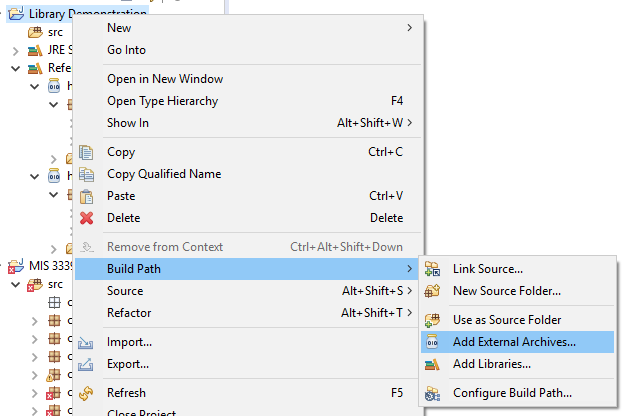 Library Demonstration
src
JRE S
Refe
h
h
MIS 3339
src
New
Go Into
Open in New Window
Open Type Hierarchy F4
Show In Alt+Shift+W
Copy Ctrl+C
Copy Qualified Name
Paste Ctrl+V
Delete Delete
Remove from Context Ctrl+Alt+Shift+Down
Build Path
Source Alt+Shift+S
Refactor Alt+Shift+T
Import...
Export...
Refresh F5
Close Project
Link Source...
New Source Folder...
Use as Source Folder
Add External Archives...
Add Libraries...
Configure Build Path...